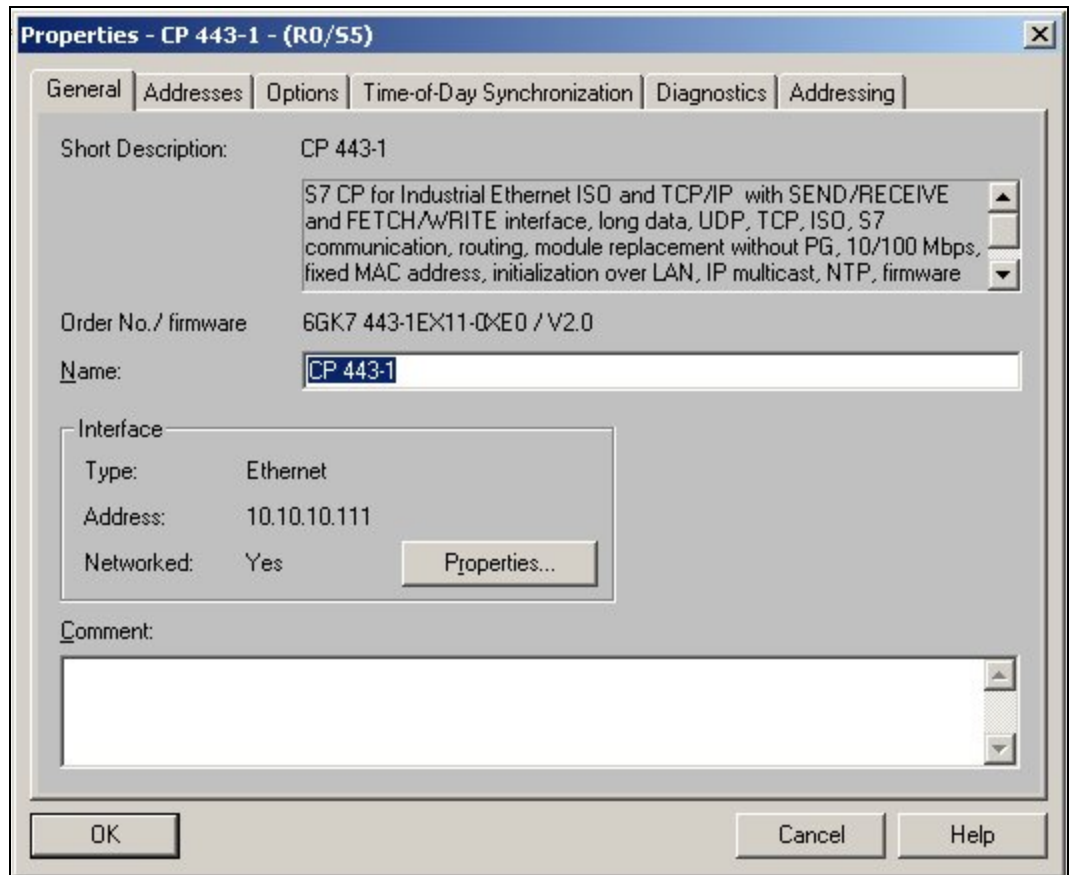 Properties - CP 443-1 - (R0/S5)
General Addresses Options Time-of-Day Synchronization Diagnostics Addressing
Short Description: CP 443-1
S7 CP for Industrial Ethernet ISO and TCP/IP with SEND/RECEIVE
and FETCH/WRITE interface, long data, UDP, TCP, ISO, S7
communication, routing, module replacement without PG, 10/100 Mbps,
fixed MAC address, initialization over LAN, IP multicast, NTP, firmware
Order No./ firmware 6GK7 443-1EX11-0XE0 / V2.0
Name: CP 443-1
Interface
Type: Ethernet
Address: 10.10.10.111
Networked: Yes Properties...
Comment:
OK Cancel Help